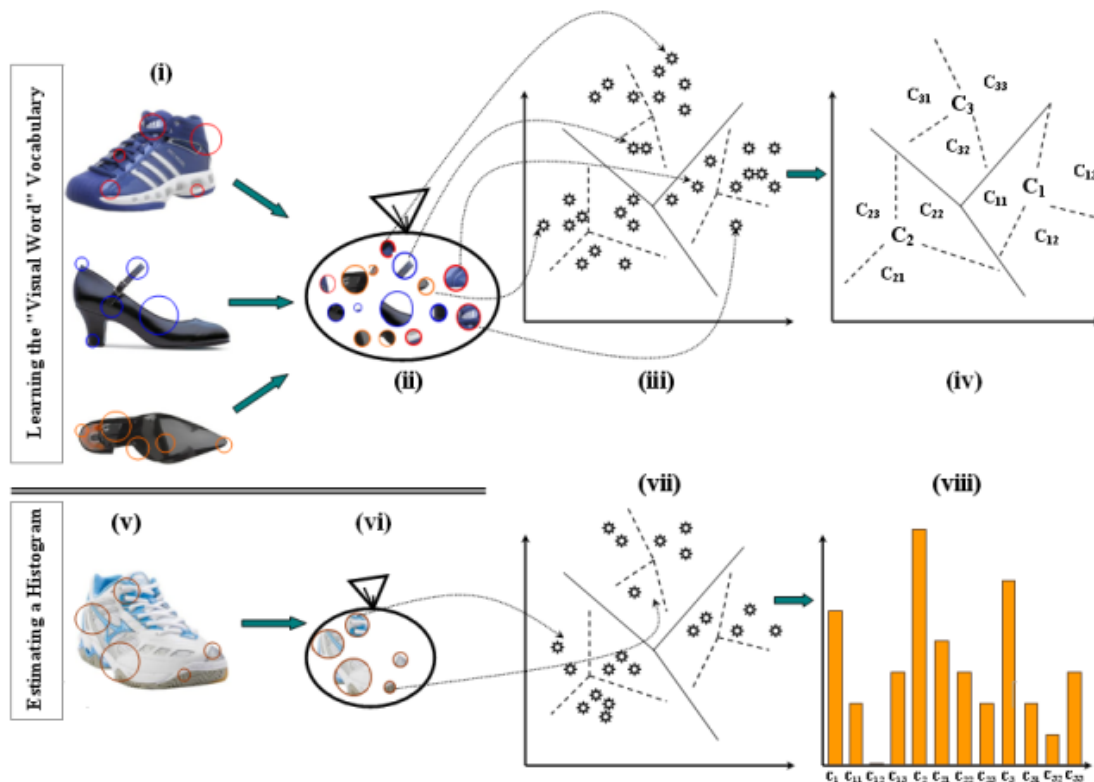 Learning the "Visual Word" Vocabulary
(i)
(ii)
(iii)
(iv)
C31
C33
C3
C32
C11
C1
C13
C12
C23
C22
C2
C21
Estimating a Histogram
(v)
(vi)
(vii)
(viii)
C1 C11 C12 C13 C2 C21 C22 C23 C3 C31 C32 C33